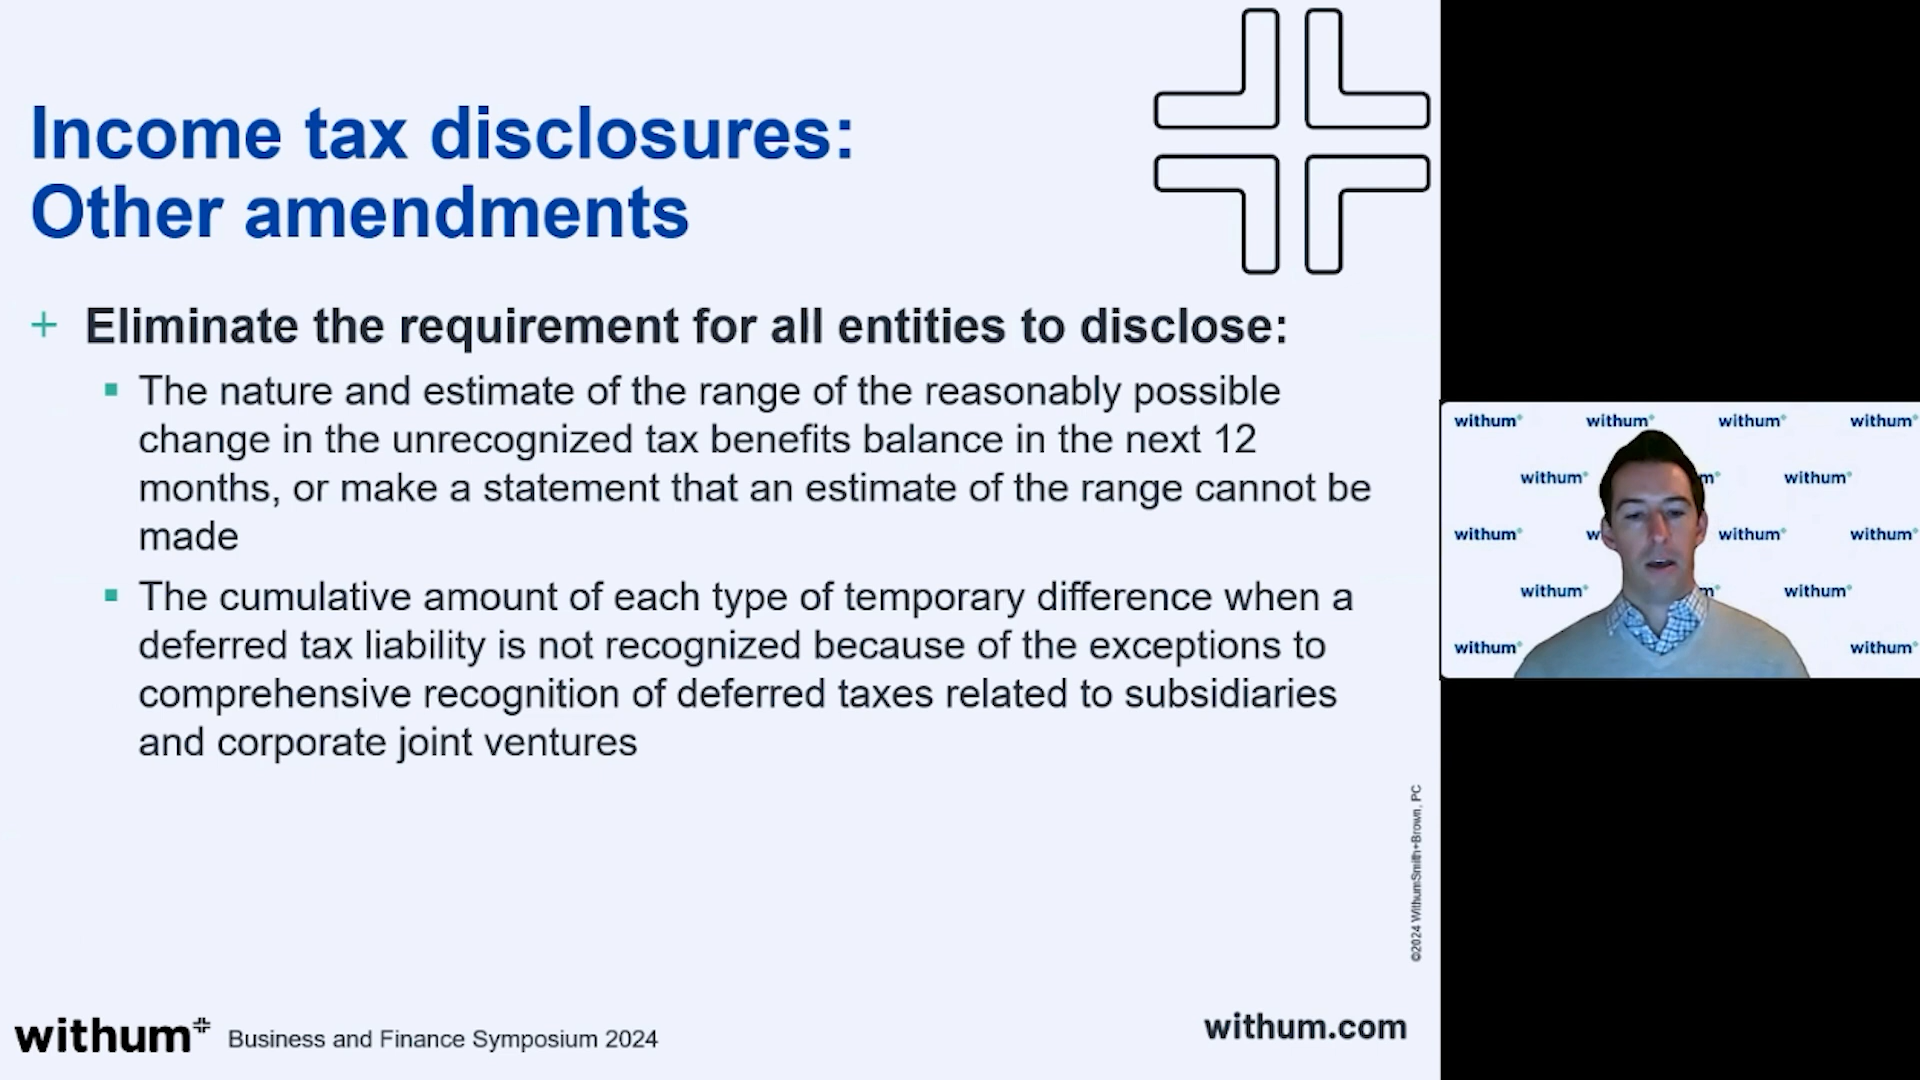 Income tax disclosures:
Other amendments
+ Eliminate the requirement for all entities to disclose:
▪ The nature and estimate of the range of the reasonably possible
change in the unrecognized tax benefits balance in the next 12
months, or make a statement that an estimate of the range cannot be
made
▪ The cumulative amount of each type of temporary difference when a
deferred tax liability is not recognized because of the exceptions to
comprehensive recognition of deferred taxes related to subsidiaries
and corporate joint ventures
©2024 WithumSmith+Brown, PC
withum+ Business and Finance Symposium 2024
withum.com
withum+ withum+ withum+ withum+
withum+ withum+
withum+ withum+ withum+
withum+ withum+
withum+ withum+